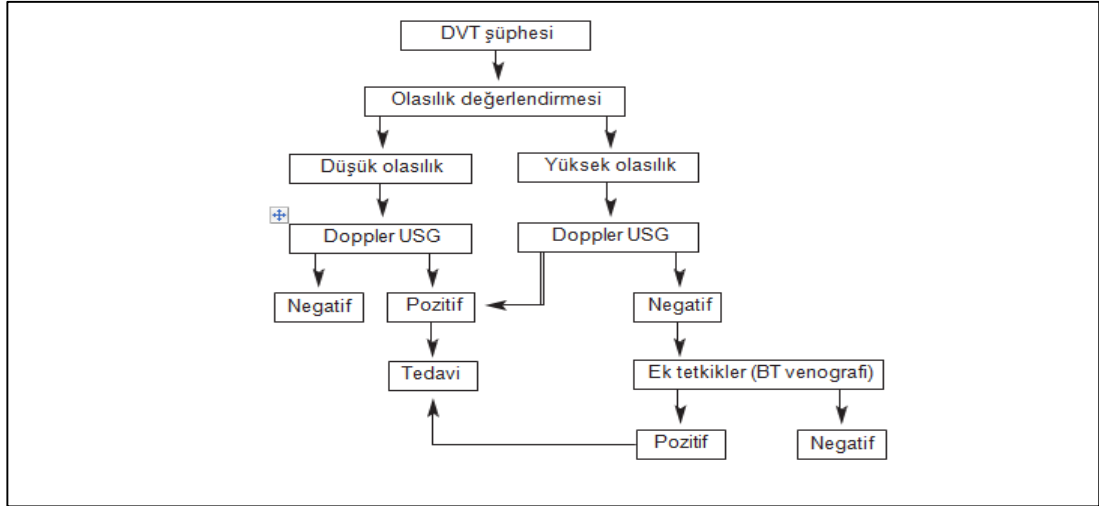 DVT şüphesi
Olasılık değerlendirmesi
Düşük olasılık
Yüksek olasılık
Doppler USG
Doppler USG
Negatif
Pozitif
Negatif
Tedavi
Ek tetkikler (BT venografi)
Pozitif
Negatif